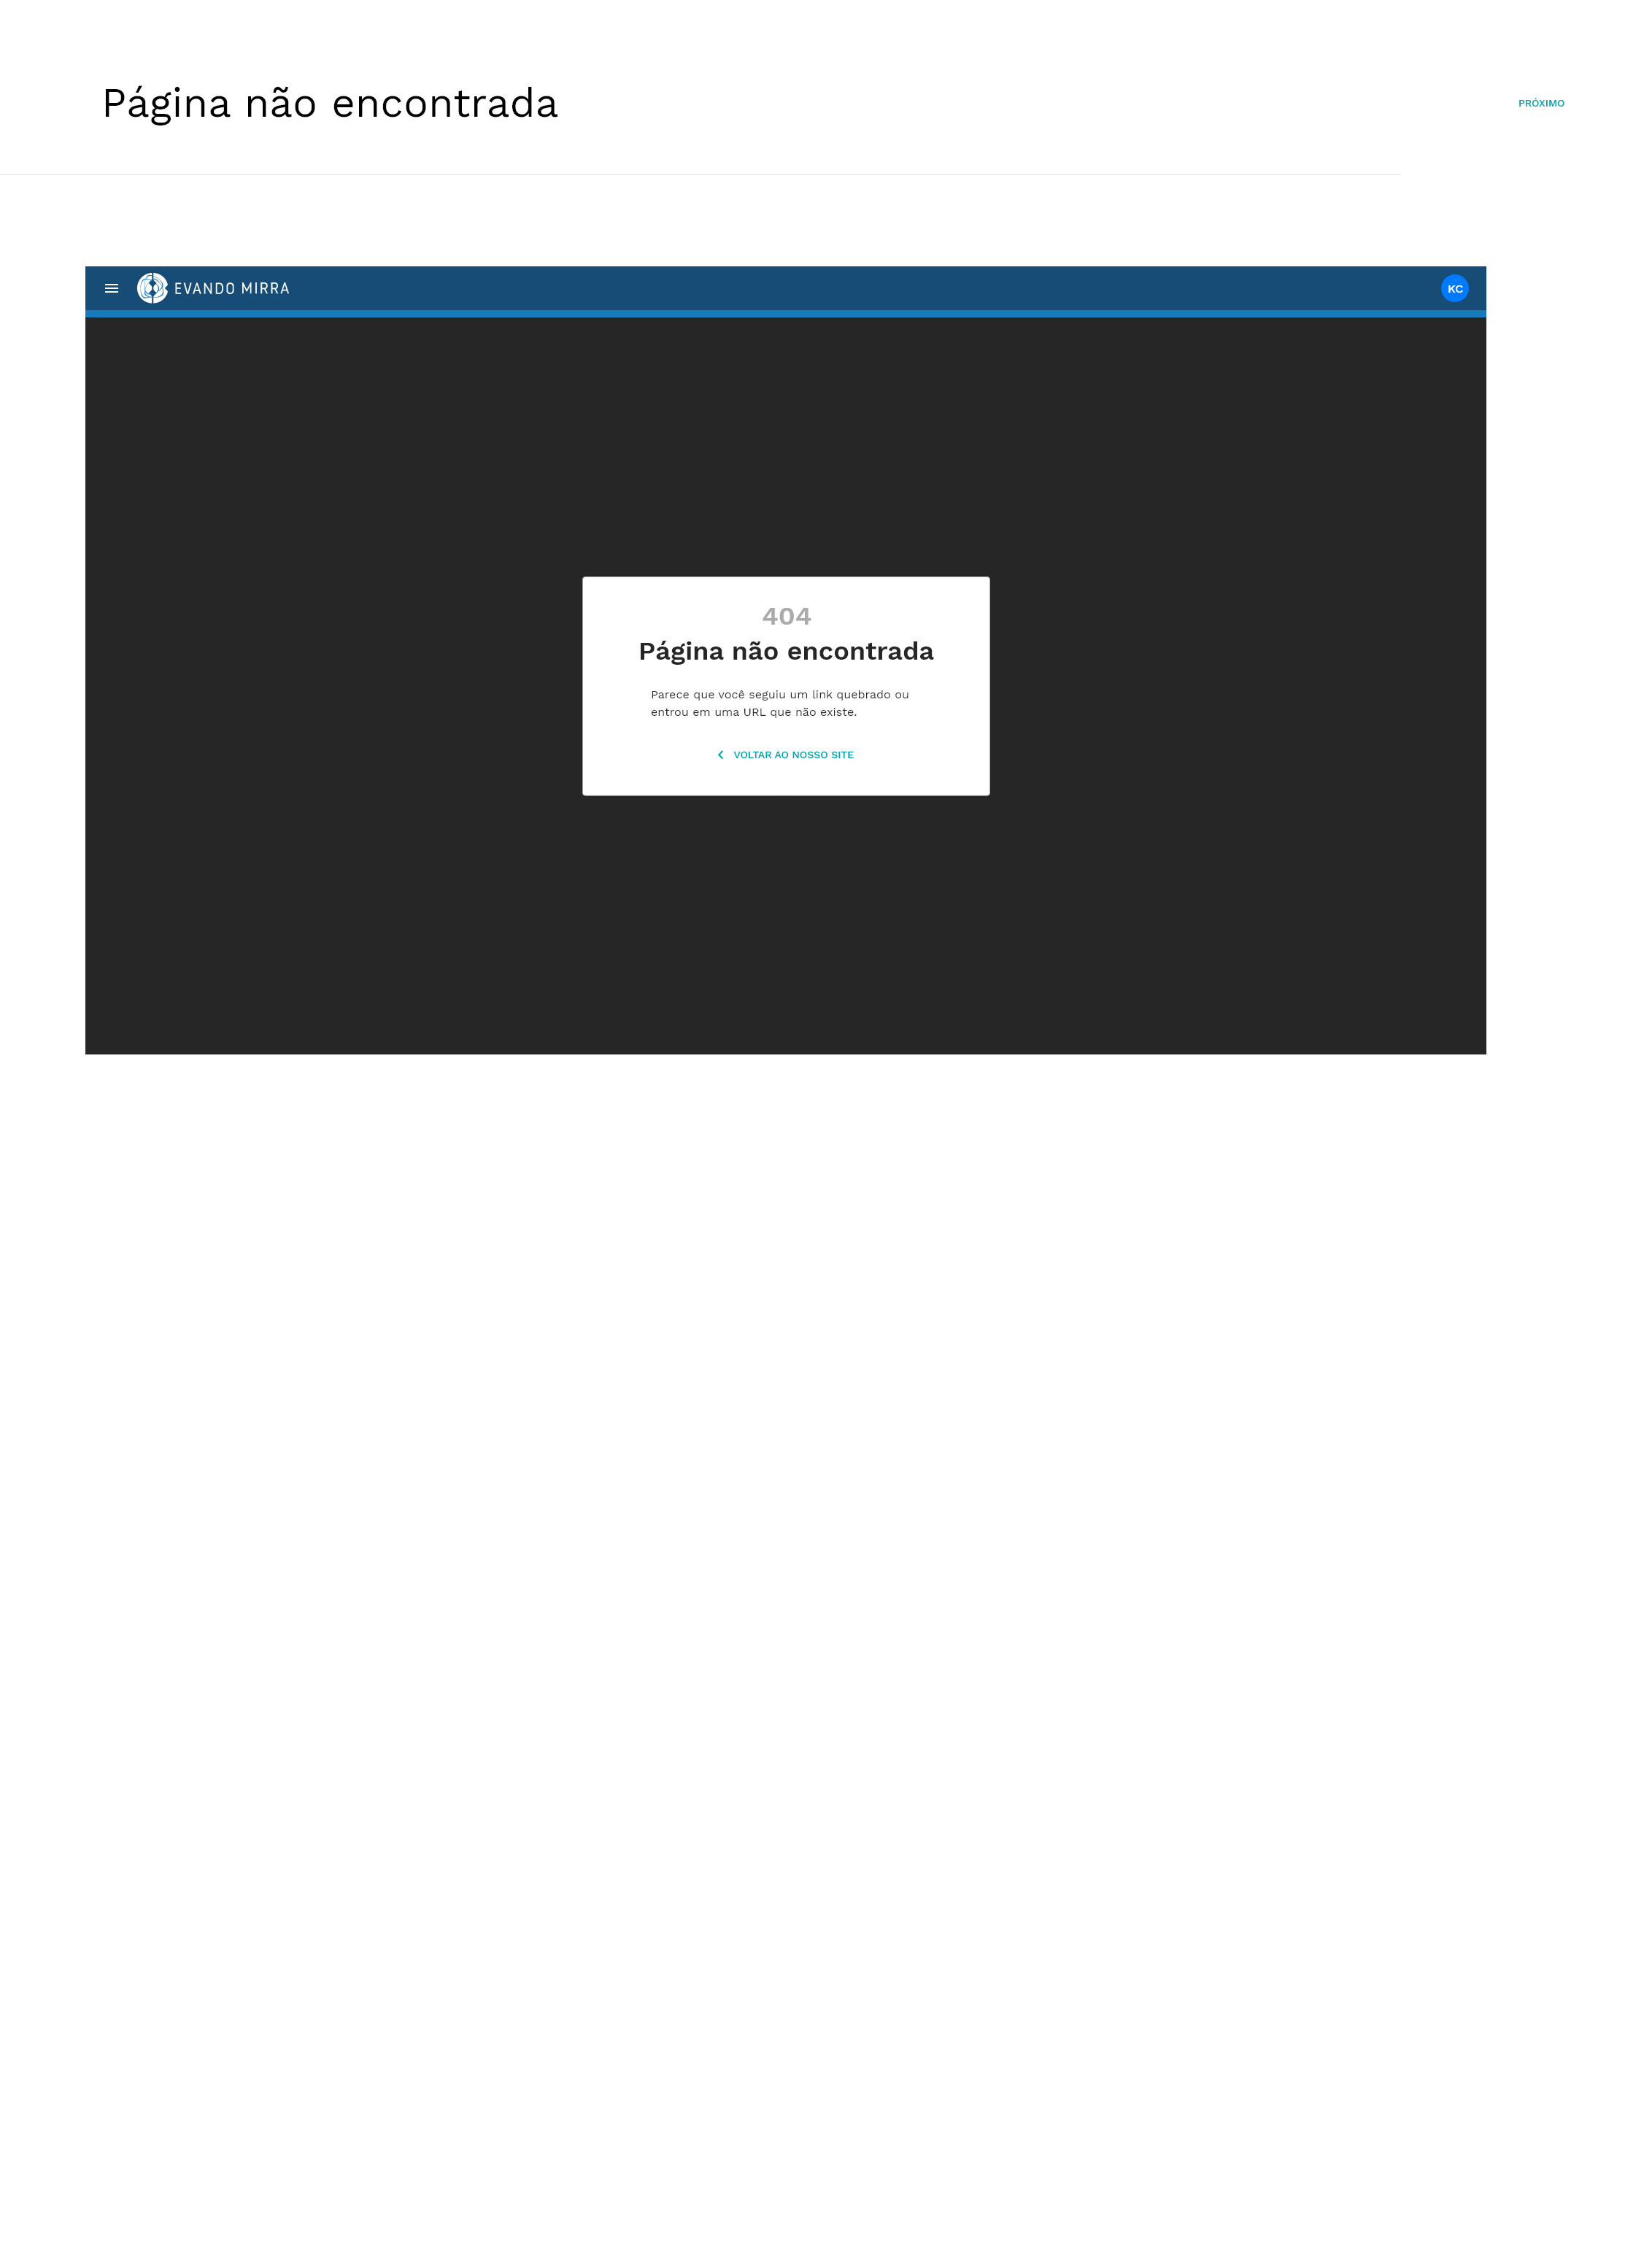 Página não encontrada
PRÓXIMO
EVANDO MIRRA
KC
404
Página não encontrada
Parece que você seguiu um link quebrado ou
entrou em uma URL que não existe.
VOLTAR AO NOSSO SITE